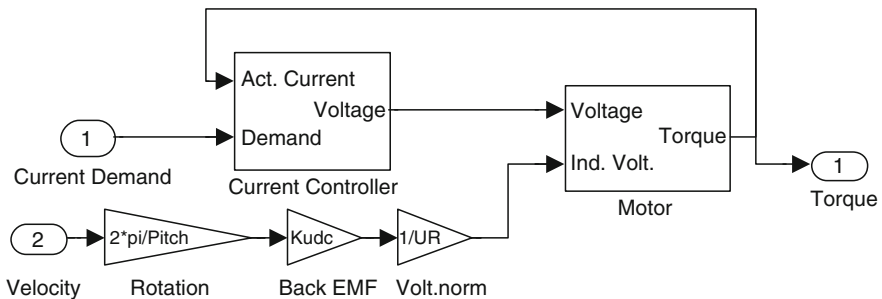 Act. Current
Voltage
Demand
Current Controller
1
Current Demand
Voltage
Torque
Ind. Volt.
Motor
1
Torque
2
Velocity
2*pi/Pitch
Rotation
Kudc
Back EMF
1/UR
Volt.norm